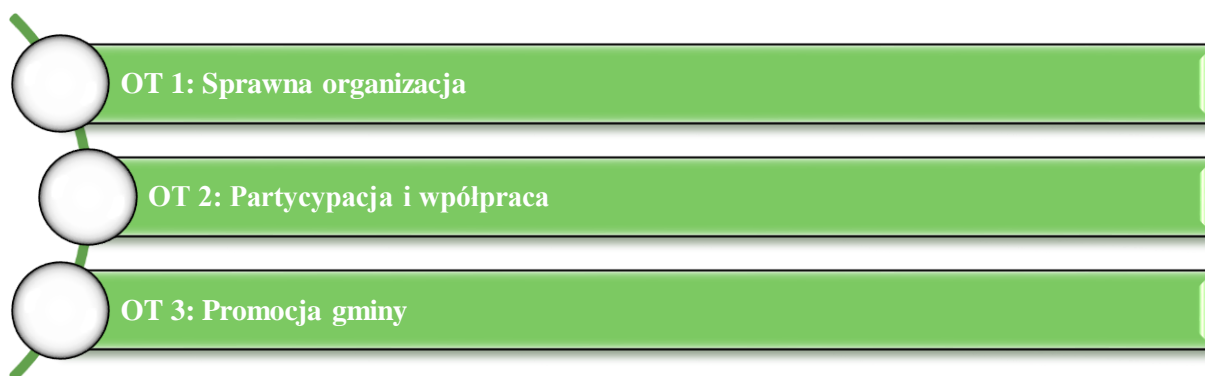 OT 1: Sprawna organizacja
OT 2: Partycypacja i wpółpraca
OT 3: Promocja gminy